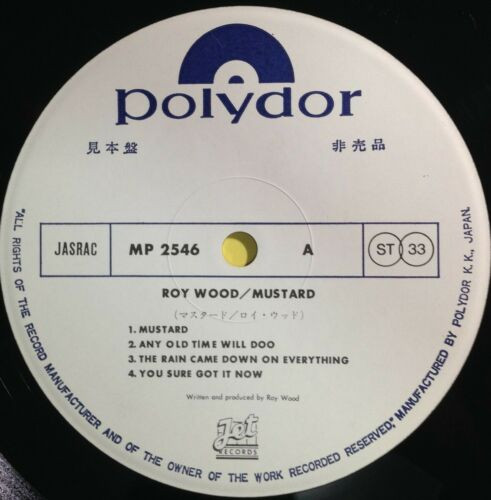 polydor
見本盤
非売品
JASRAC
MP 2546
A
ST 33
ROY WOOD/MUSTARD
(マスタード/ロイ・ウッド)
1. MUSTARD
2. ANY OLD TIME WILL DOO
3. THE RAIN CAME DOWN ON EVERYTHING
4. YOU SURE GOT IT NOW
Written and produced by Roy Wood
Jet
RECORDS
"ALL RIGHTS OF THE RECORD MANUFACTURER AND OF THE OWNER OF THE WORK RECORDED RESERVED," MANUFACTURED BY POLYDOR K.K., JAPAN.